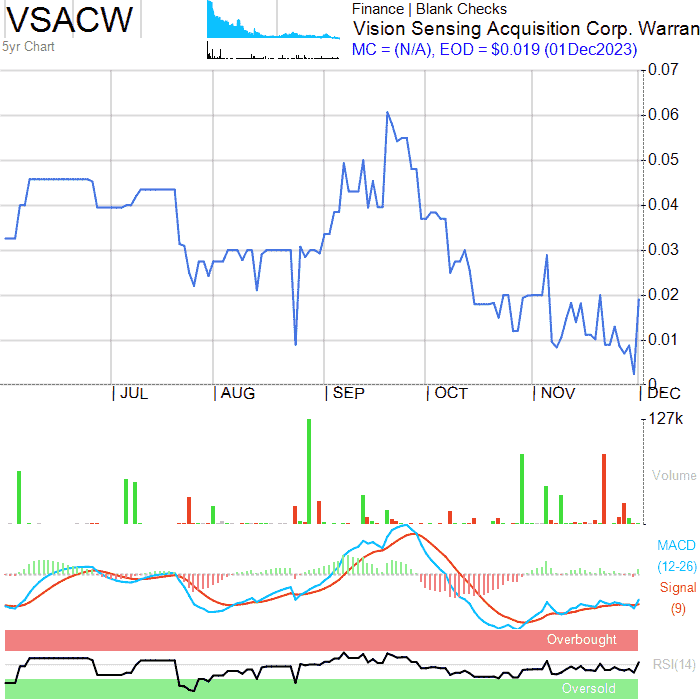 VSACW
5yr Chart
Finance | Blank Checks
Vision Sensing Acquisition Corp. Warran
MC = (N/A), EOD = $0.019 (01Dec2023)
0.07
0.06
0.05
0.04
0.03
0.02
0.01
0
| JUL | AUG | SEP | OCT | NOV | DEC
127k
Volume
MACD
(12-26)
Signal
(9)
Overbought
RSI(14)
Oversold